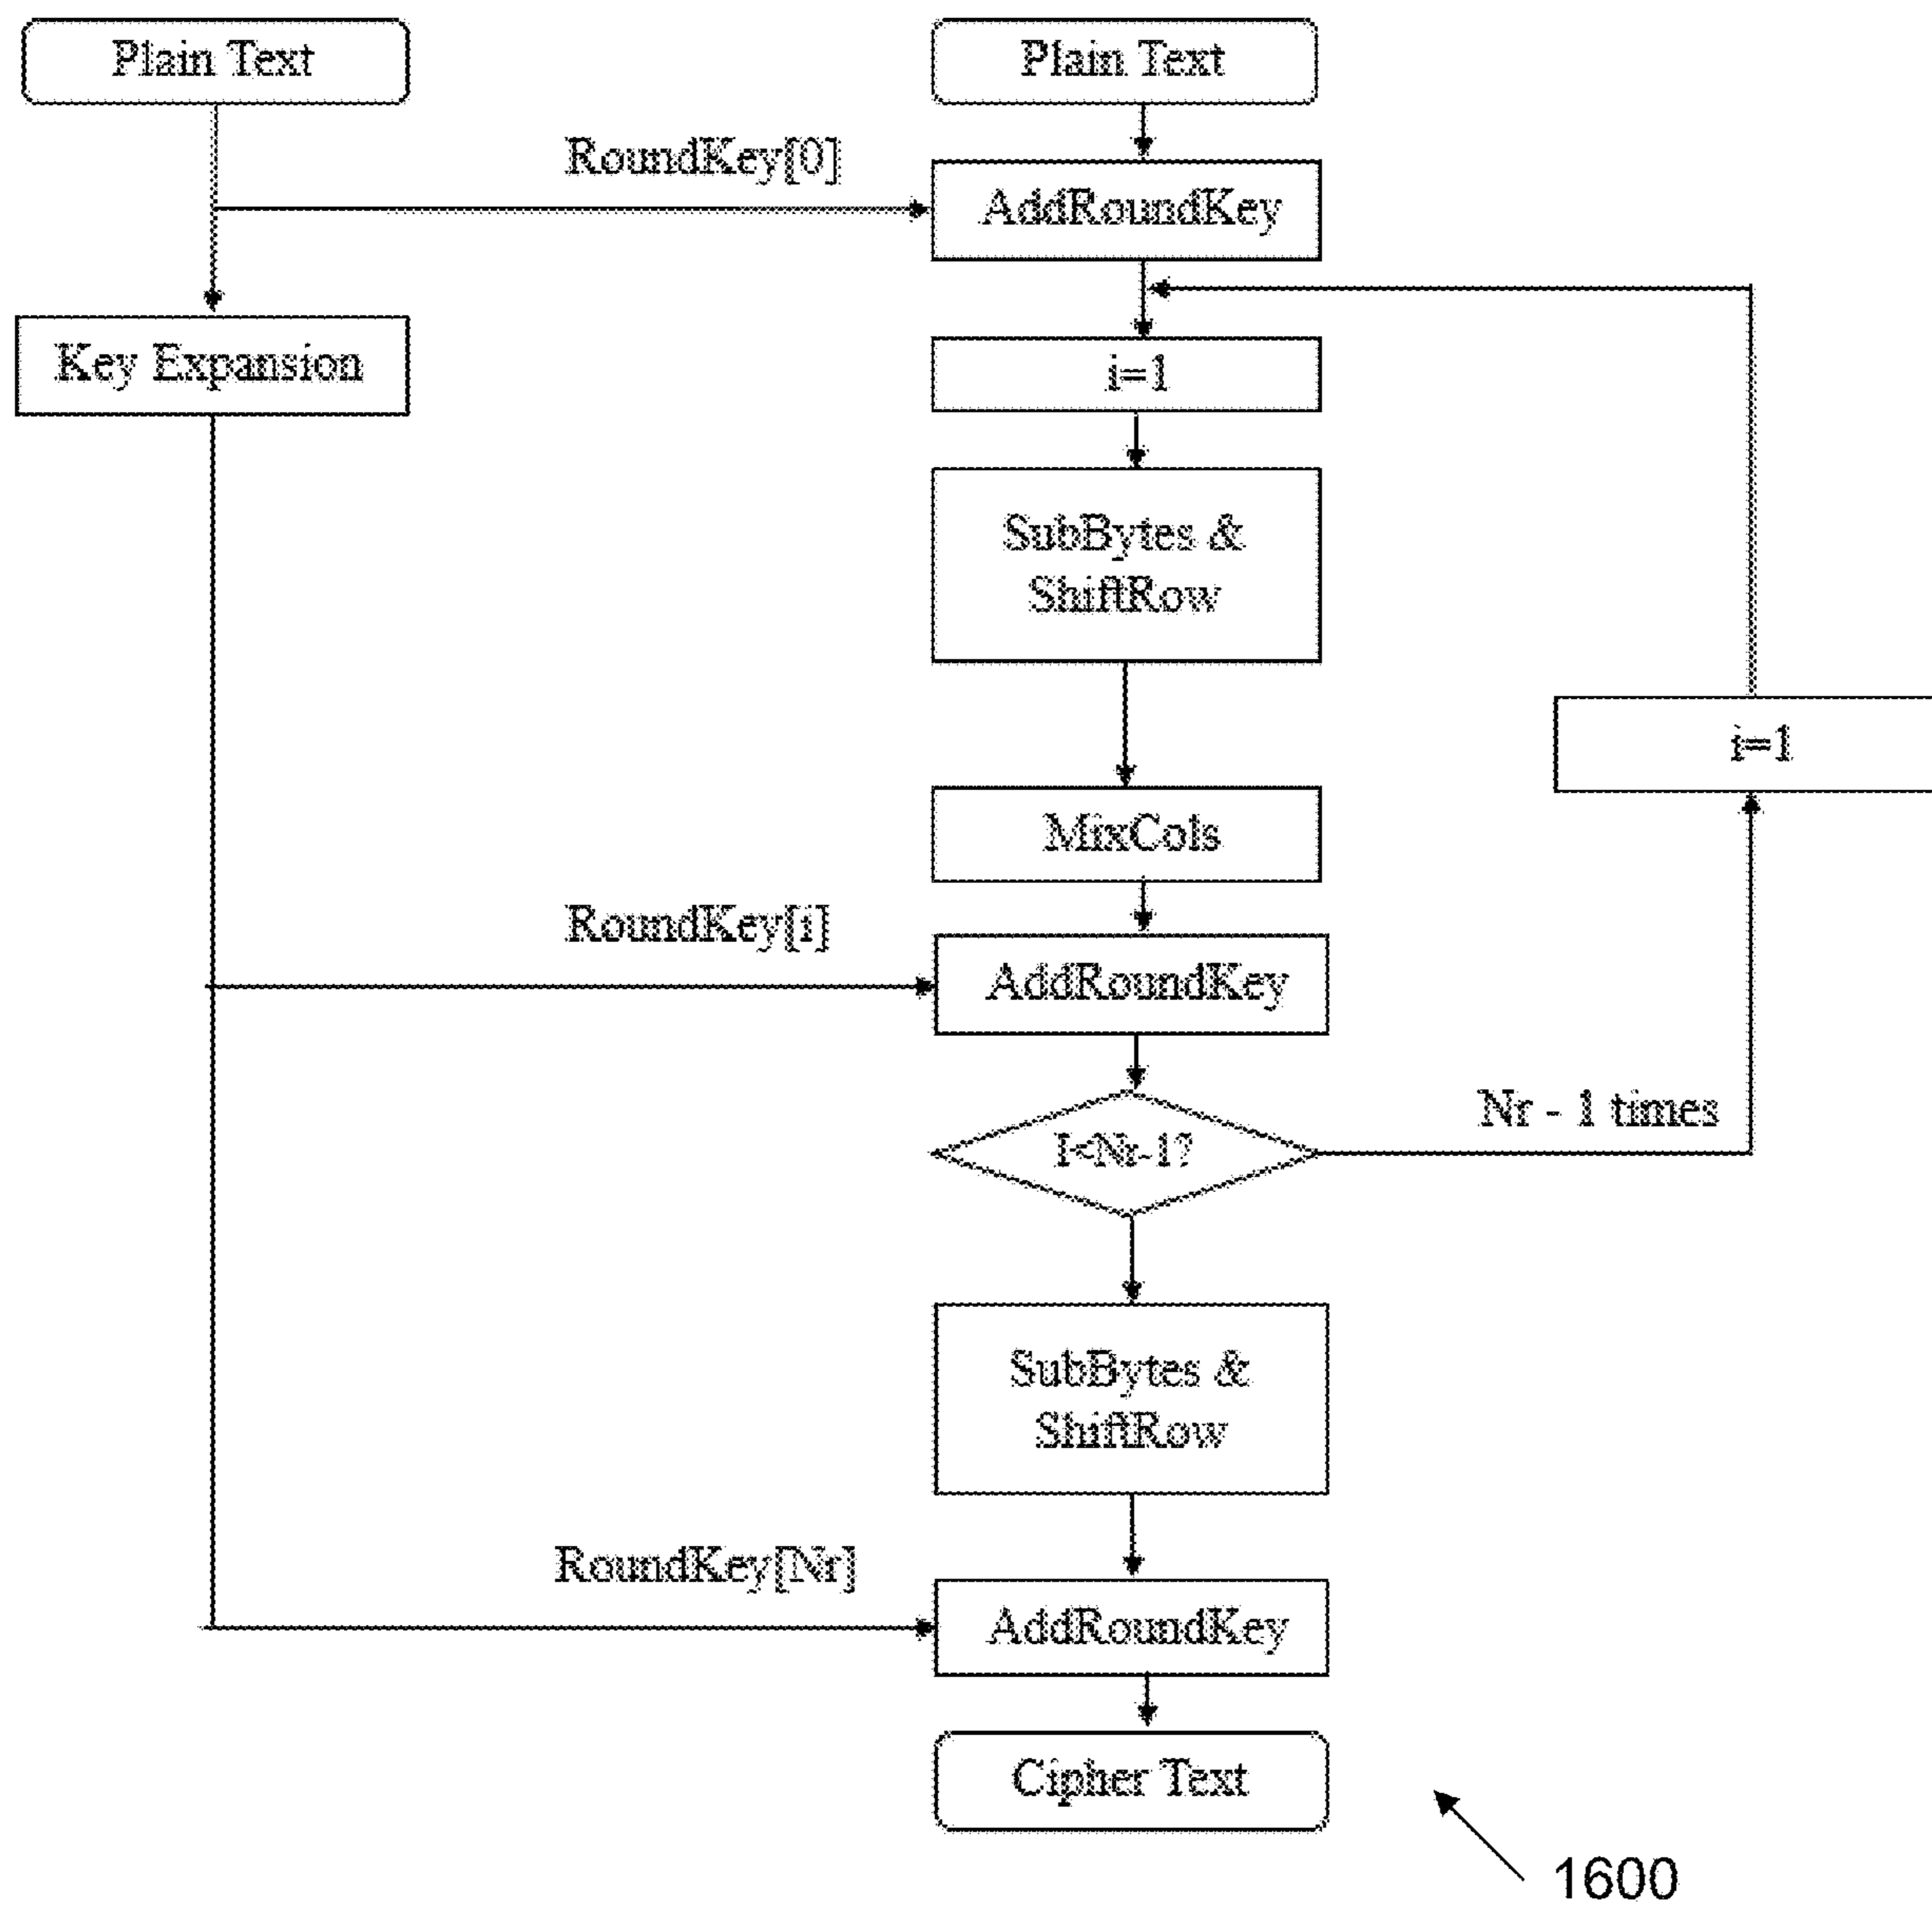 Plain Text
Plain Text
RoundKey[0]
AddRoundKey
Key Expansion
i=1
SubBytes &
ShiftRow
i=1
MixCols
RoundKey[i]
AddRoundKey
Nr - 1 times
I<Nr-1?
SubBytes &
ShiftRow
RoundKey[Nr]
AddRoundKey
Cipher Text
1600